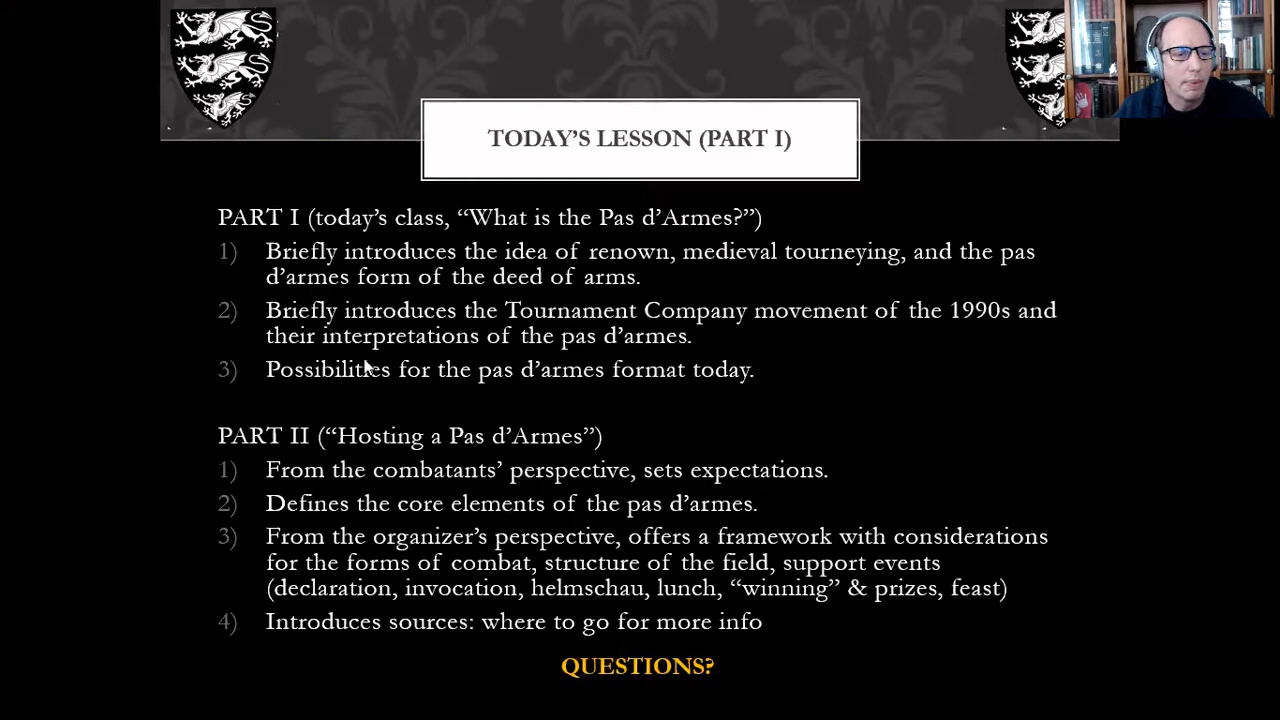 TODAY'S LESSON (PART I)
PART I (today's class, “What is the Pas d'Armes?”)
1) Briefly introduces the idea of renown, medieval tourneying, and the pas
d'armes form of the deed of arms.
2) Briefly introduces the Tournament Company movement of the 1990s and
their interpretations of the pas d'armes.
3) Possibilities for the pas d'armes format today.
PART II (“Hosting a Pas d'Armes”)
1) From the combatants' perspective, sets expectations.
2) Defines the core elements of the pas d'armes.
3) From the organizer's perspective, offers a framework with considerations
for the forms of combat, structure of the field, support events
(declaration, invocation, helmschau, lunch, “winning” & prizes, feast)
4) Introduces sources: where to go for more info
QUESTIONS?